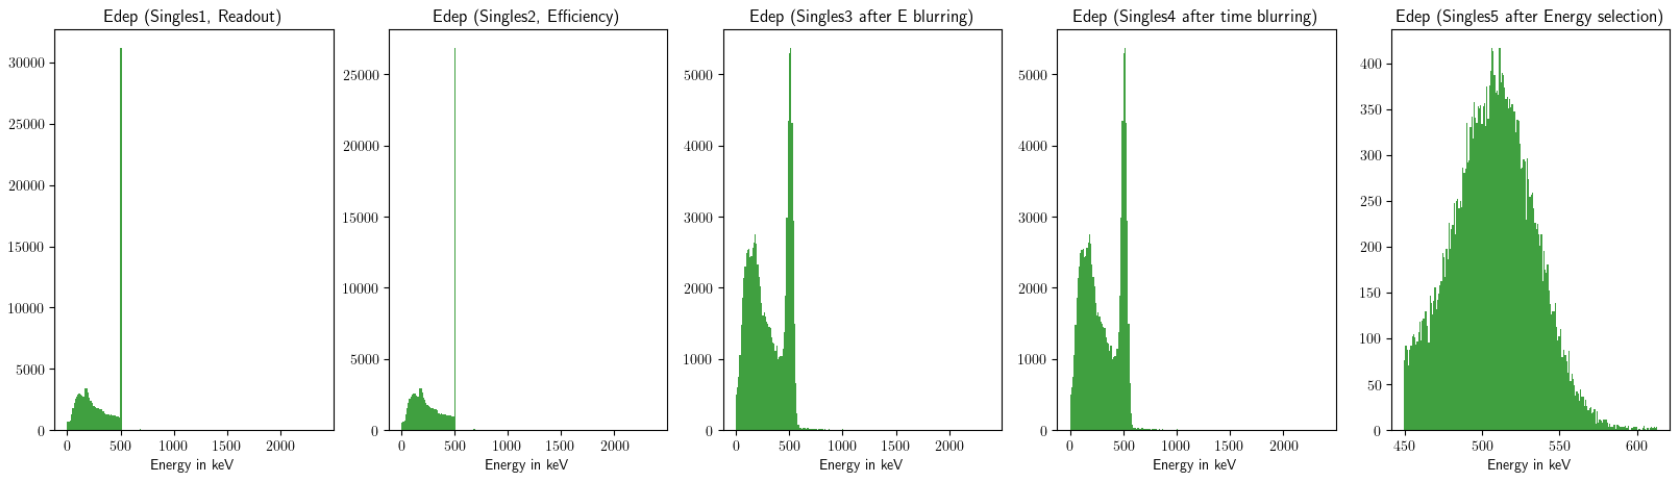 Edep (Singles1, Readout)
30000
25000
20000
15000
10000
5000
0
0 500 1000 1500 2000
Energy in keV
Edep (Singles2, Efficiency)
25000
20000
15000
10000
5000
0
0 500 1000 1500 2000
Energy in keV
Edep (Singles3 after E blurring)
5000
4000
3000
2000
1000
0
0 500 1000 1500 2000
Energy in keV
Edep (Singles4 after time blurring)
5000
4000
3000
2000
1000
0
0 500 1000 1500 2000
Energy in keV
Edep (Singles5 after Energy selection)
400
350
300
250
200
150
100
50
0
450 500 550 600
Energy in keV